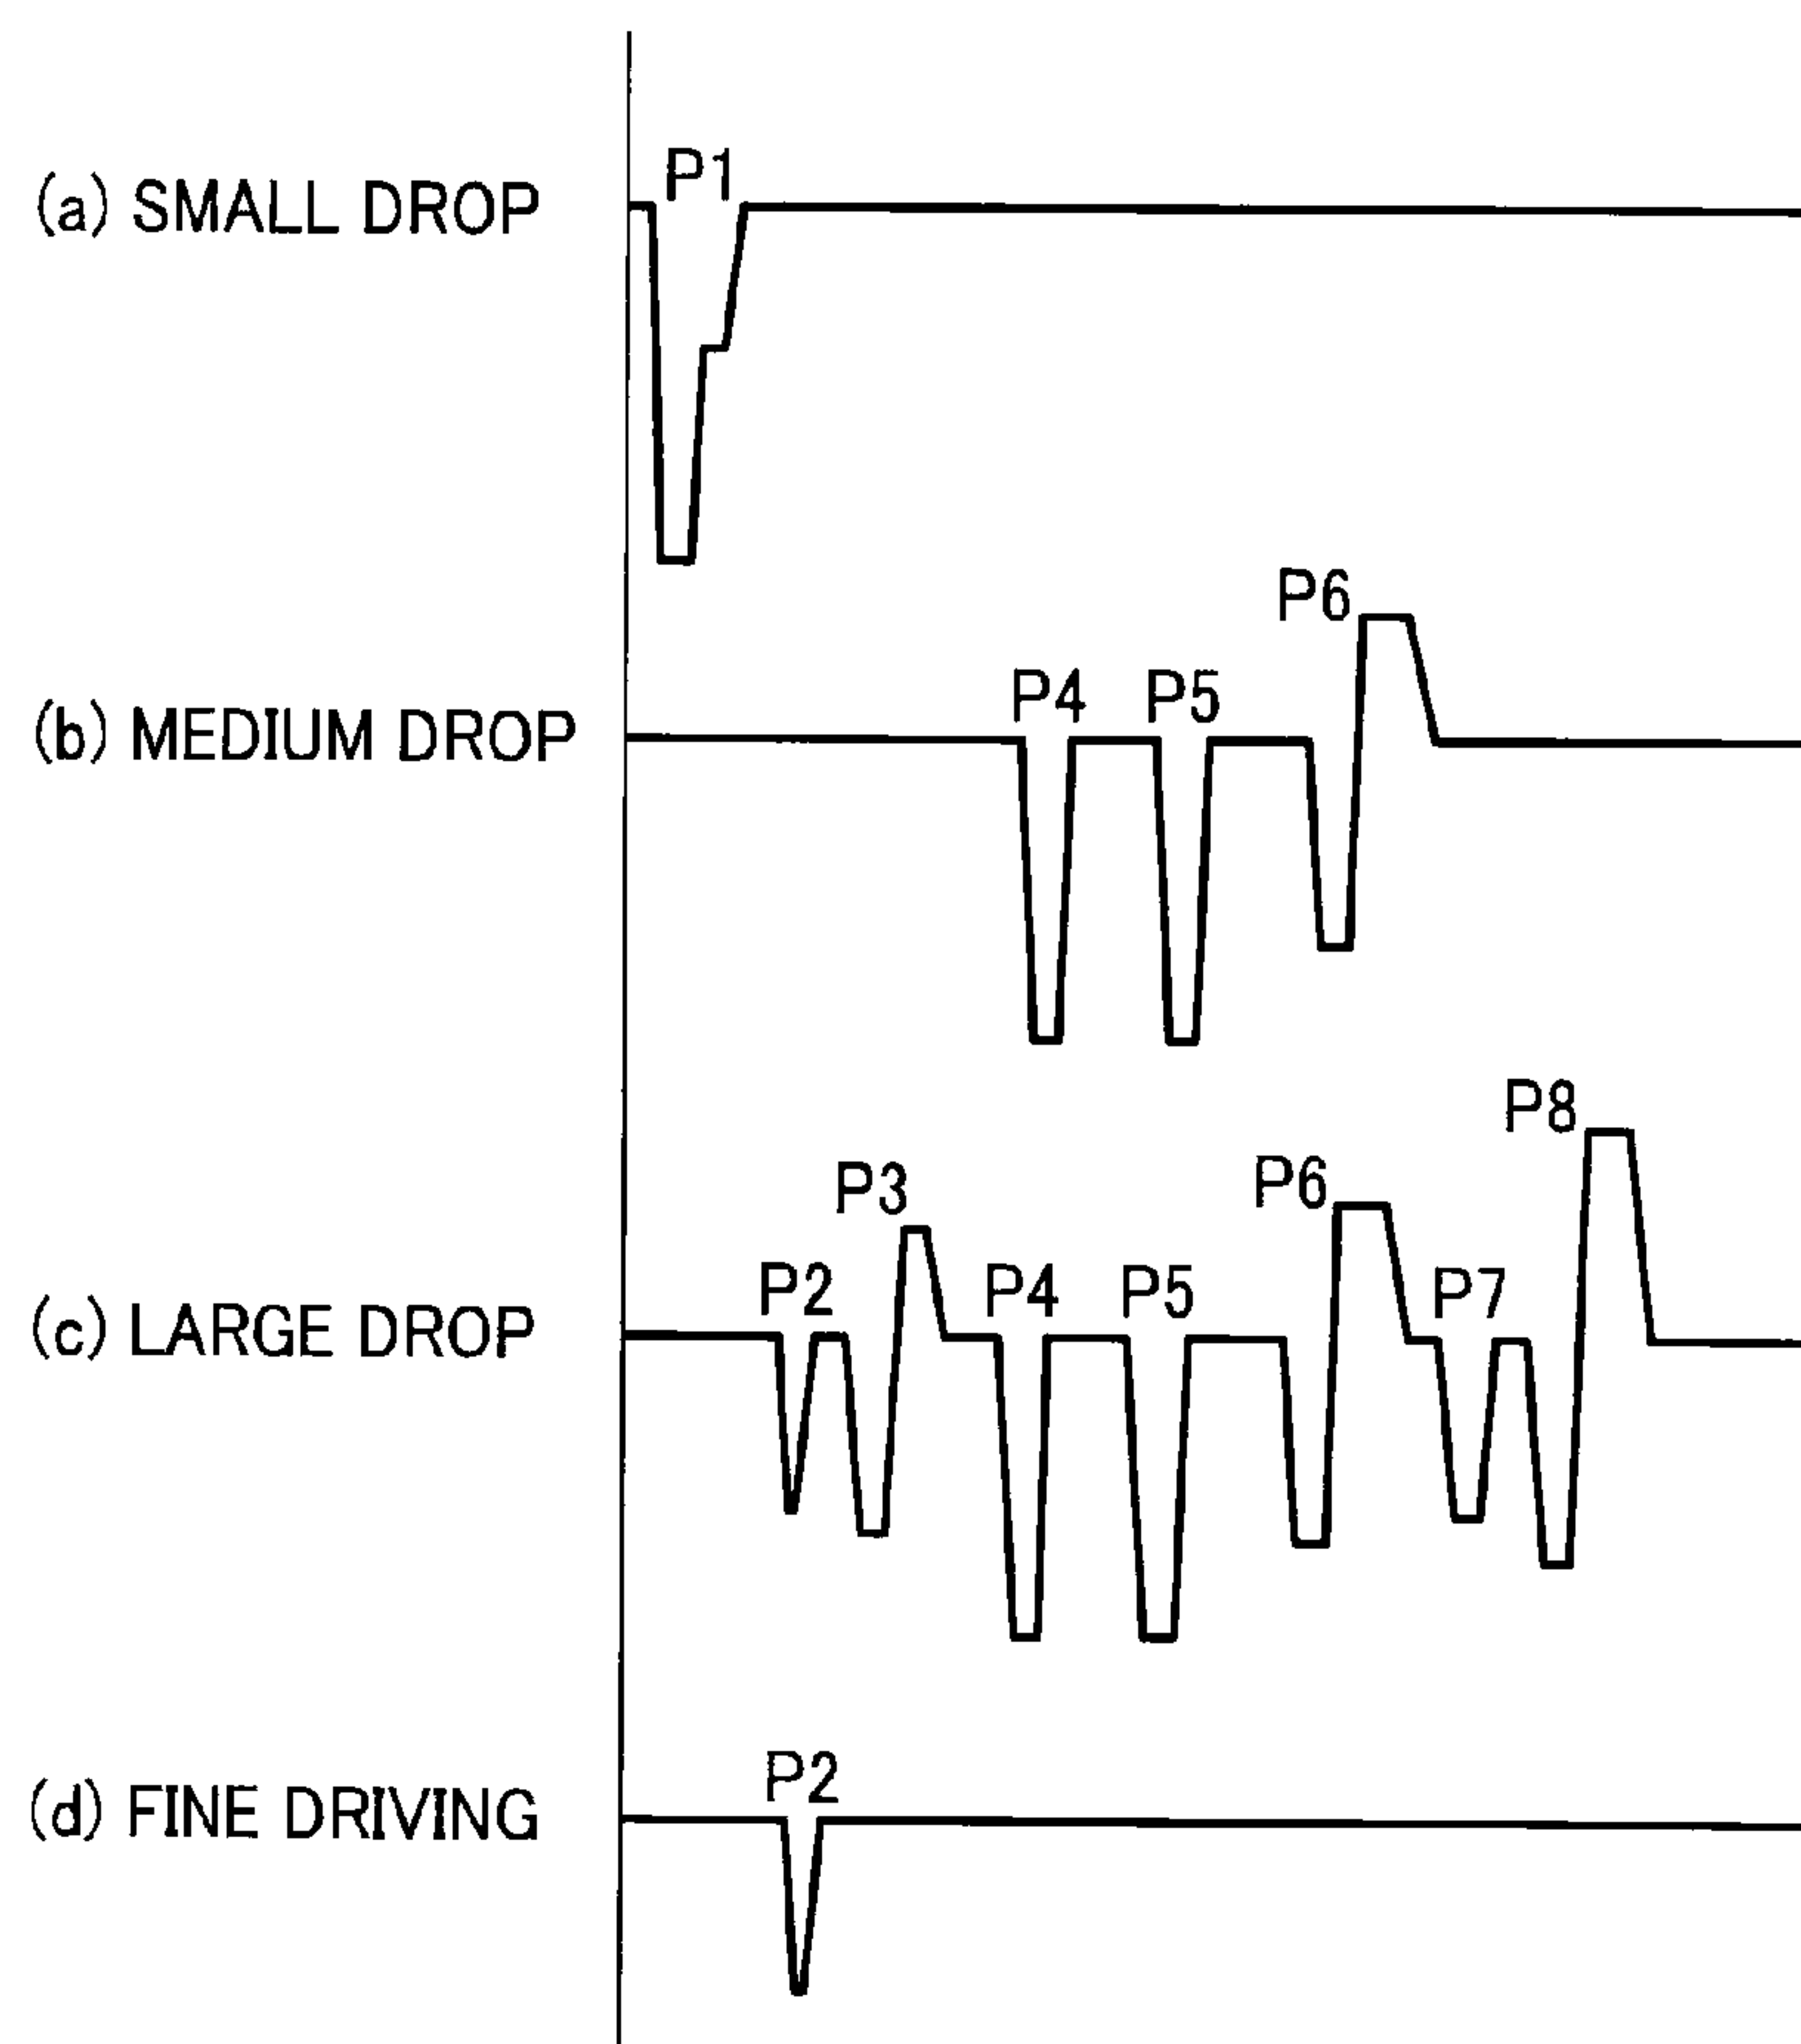 P1
(a) SMALL DROP
P6
P4 P5
(b) MEDIUM DROP
P8
P3 P6
P2 P4 P5 P7
(c) LARGE DROP
P2
(d) FINE DRIVING